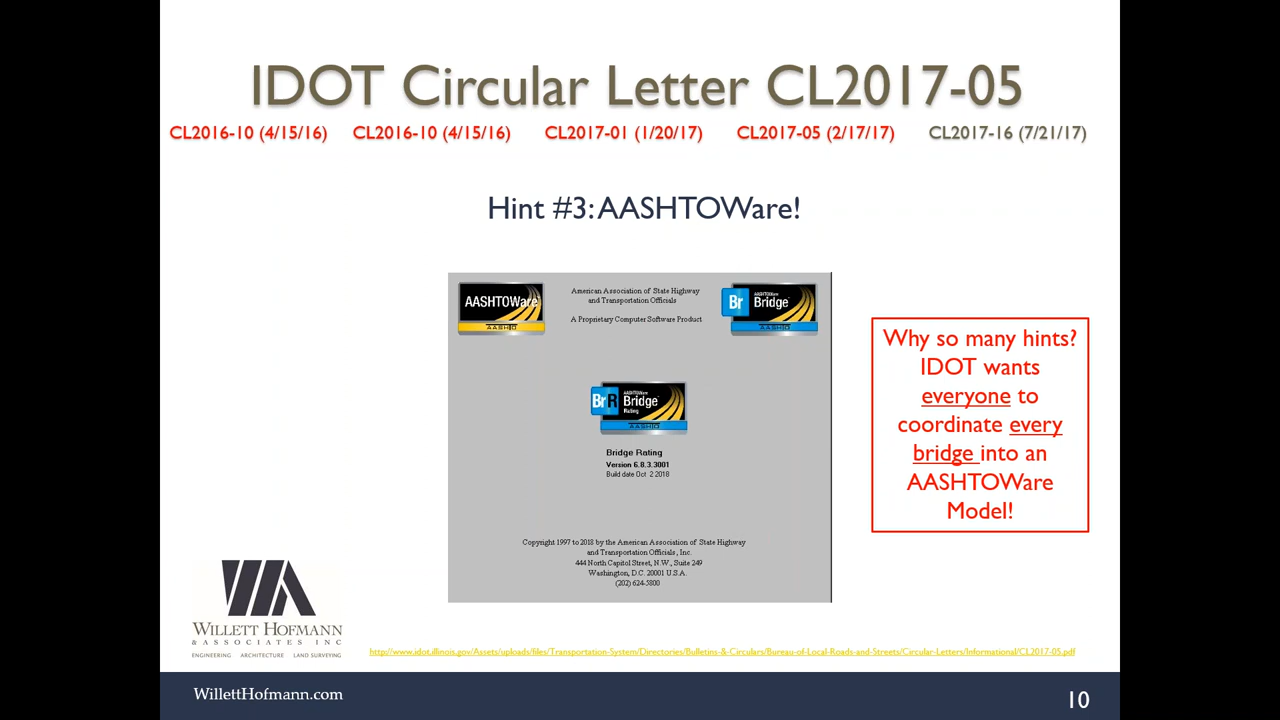 IDOT Circular Letter CL2017-05
CL2016-10 (4/15/16) CL2016-10 (4/15/16) CL2017-01 (1/20/17) CL2017-05 (2/17/17) CL2017-16 (7/21/17)
Hint #3: AASHTOWare!
AASHTOWare
AASHTO
American Association of State Highway
and Transportation Officials
A Proprietary Computer Software Product
Br
AASHTOWare
Bridge
AASHTO
BrR
AASHTOWare
Bridge
Rating
AASHTO
Bridge Rating
Version 6.8.3.3001
Build date Oct 2 2018
Copyright 1997 to 2018 by the American Association of State Highway
and Transportation Officials, Inc.
444 North Capitol Street, N.W., Suite 249
Washington, D.C. 20001 U.S.A.
(202) 624-5800
Why so many hints?
IDOT wants
everyone to
coordinate every
bridge into an
AASHTOWare
Model!
WILLETT HOFMANN
& ASSOCIATES INC
ENGINEERING ARCHITECTURE LAND SURVEYING
http://www.idot.illinois.gov/Assets/uploads/files/Transportation-System/Directories/Bulletins-&-Circulars/Bureau-of-Local-Roads-and-Streets/Circular-Letters/Informational/CL2017-05.pdf
WillettHofmann.com
10